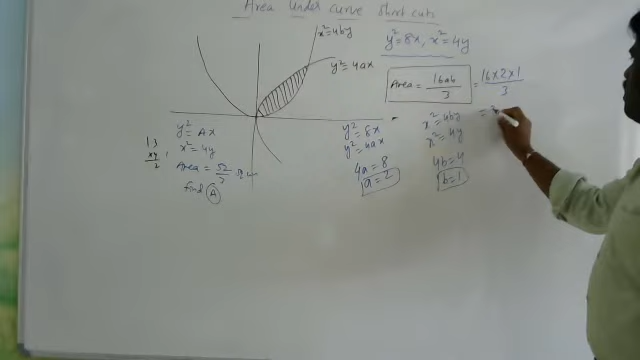 Area Under curve Short cuts
x² = 4by
y² = 4ax
y² = 8x, x² = 4y
Area = 16ab/3 = 16×2×1/3
y² = Ax
x² = 4y
Area = 52/3
find A
y² = 8x
y² = 4ax
4a = 8
a = 2
x² = 4by
x² = 4y
4b = 4
b = 1
=